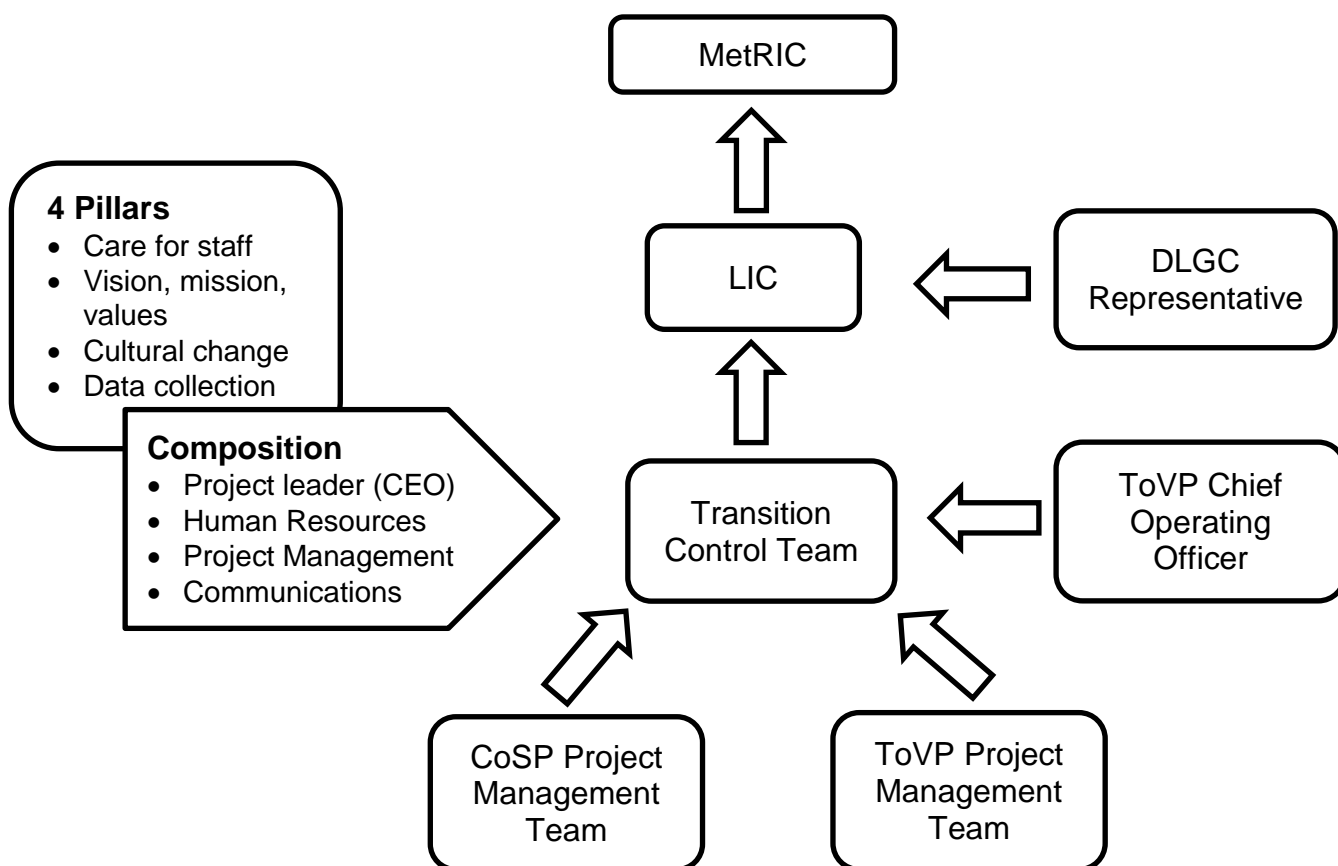 MetRIC
4 Pillars
• Care for staff
• Vision, mission,
values
• Cultural change
• Data collection
LIC
DLGC
Representative
Composition
• Project leader (CEO)
• Human Resources
• Project Management
• Communications
Transition
Control Team
ToVP Chief
Operating
Officer
CoSP Project
Management
Team
ToVP Project
Management
Team